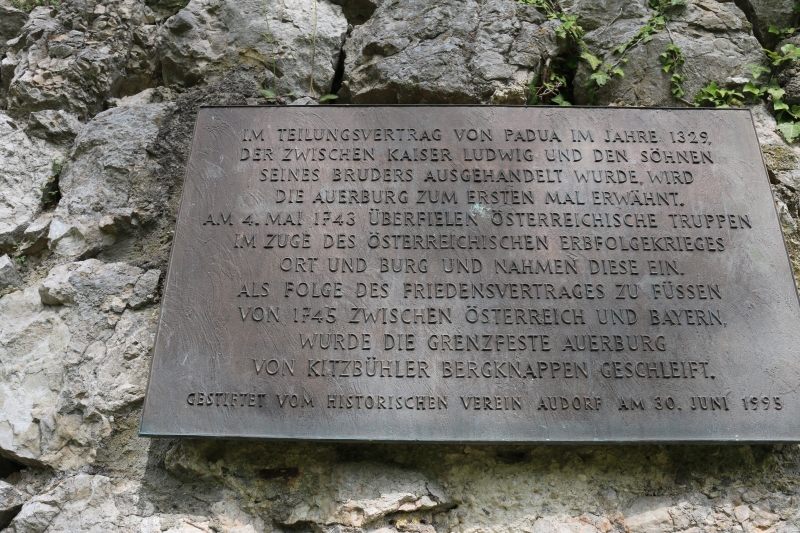 IM TEILUNGSVERTRAG VON PADUA IM JAHRE 1329,
DER ZWISCHEN KAISER LUDWIG UND DEN SÖHNEN
SEINES BRUDERS AUSGEHANDELT WURDE, WIRD
DIE AUERBURG ZUM ERSTEN MAL ERWÄHNT.
AM 4. MAI 1743 ÜBERFIELEN ÖSTERREICHISCHE TRUPPEN
IM ZUGE DES ÖSTERREICHISCHEN ERBFOLGEKRIEGES
ORT UND BURG UND NAHMEN DIESE EIN.
ALS FOLGE DES FRIEDENSVERTRAGES ZU FÜSSEN
VON 1745 ZWISCHEN ÖSTERREICH UND BAYERN,
WURDE DIE GRENZFESTE AUERBURG
VON KITZBÜHLER BERGKNAPPEN GESCHLEIFT.
GESTIFTET VOM HISTORISCHEN VEREIN AUDORF AM 30. JUNI 1993